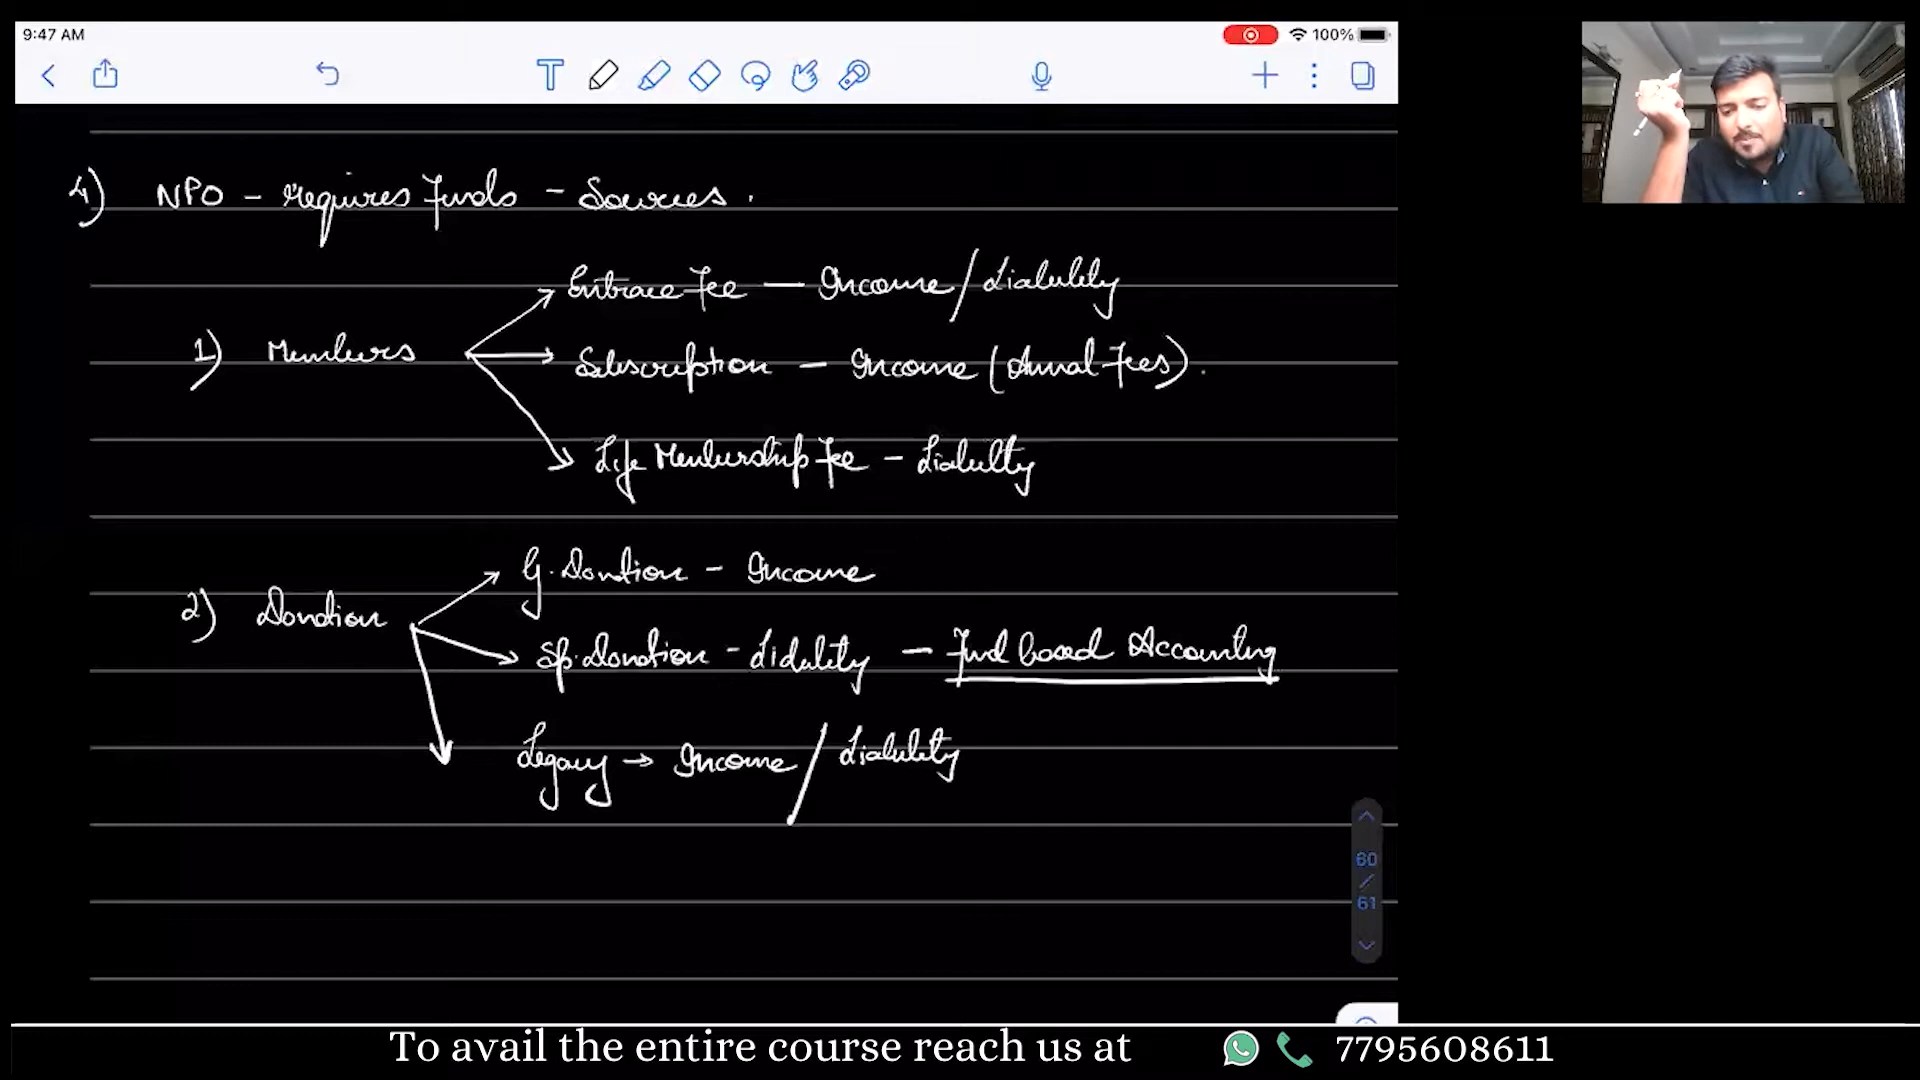 9:47 AM
100%
T
4) NPO - requires funds - Sources.
Entrace Fee — Income / Liability
1) Members
Subscription — Income (Annual Fees).
Life Membership Fee - Liability
G. Donation - Income
2) Donation
Sp. Donation - Liability — Fund based Accounting
Legacy → Income / Liability
60
/
61
To avail the entire course reach us at 7795608611